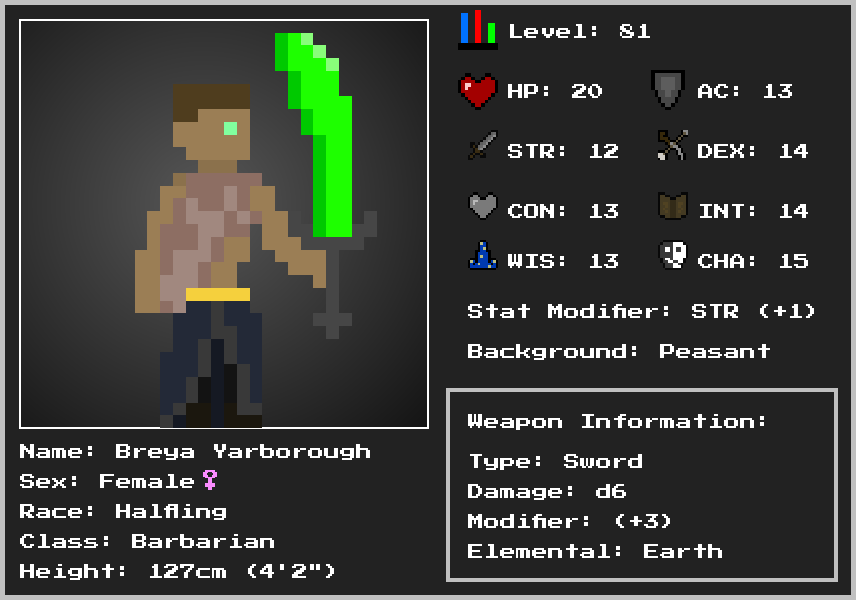 Level: 81
HP: 20 AC: 13
STR: 12 DEX: 14
CON: 13 INT: 14
WIS: 13 CHA: 15
Stat Modifier: STR (+1)
Background: Peasant
Weapon Information:
Type: Sword
Damage: d6
Modifier: (+3)
Elemental: Earth
Name: Breya Yarborough
Sex: Female♀
Race: Halfling
Class: Barbarian
Height: 127cm (4'2")